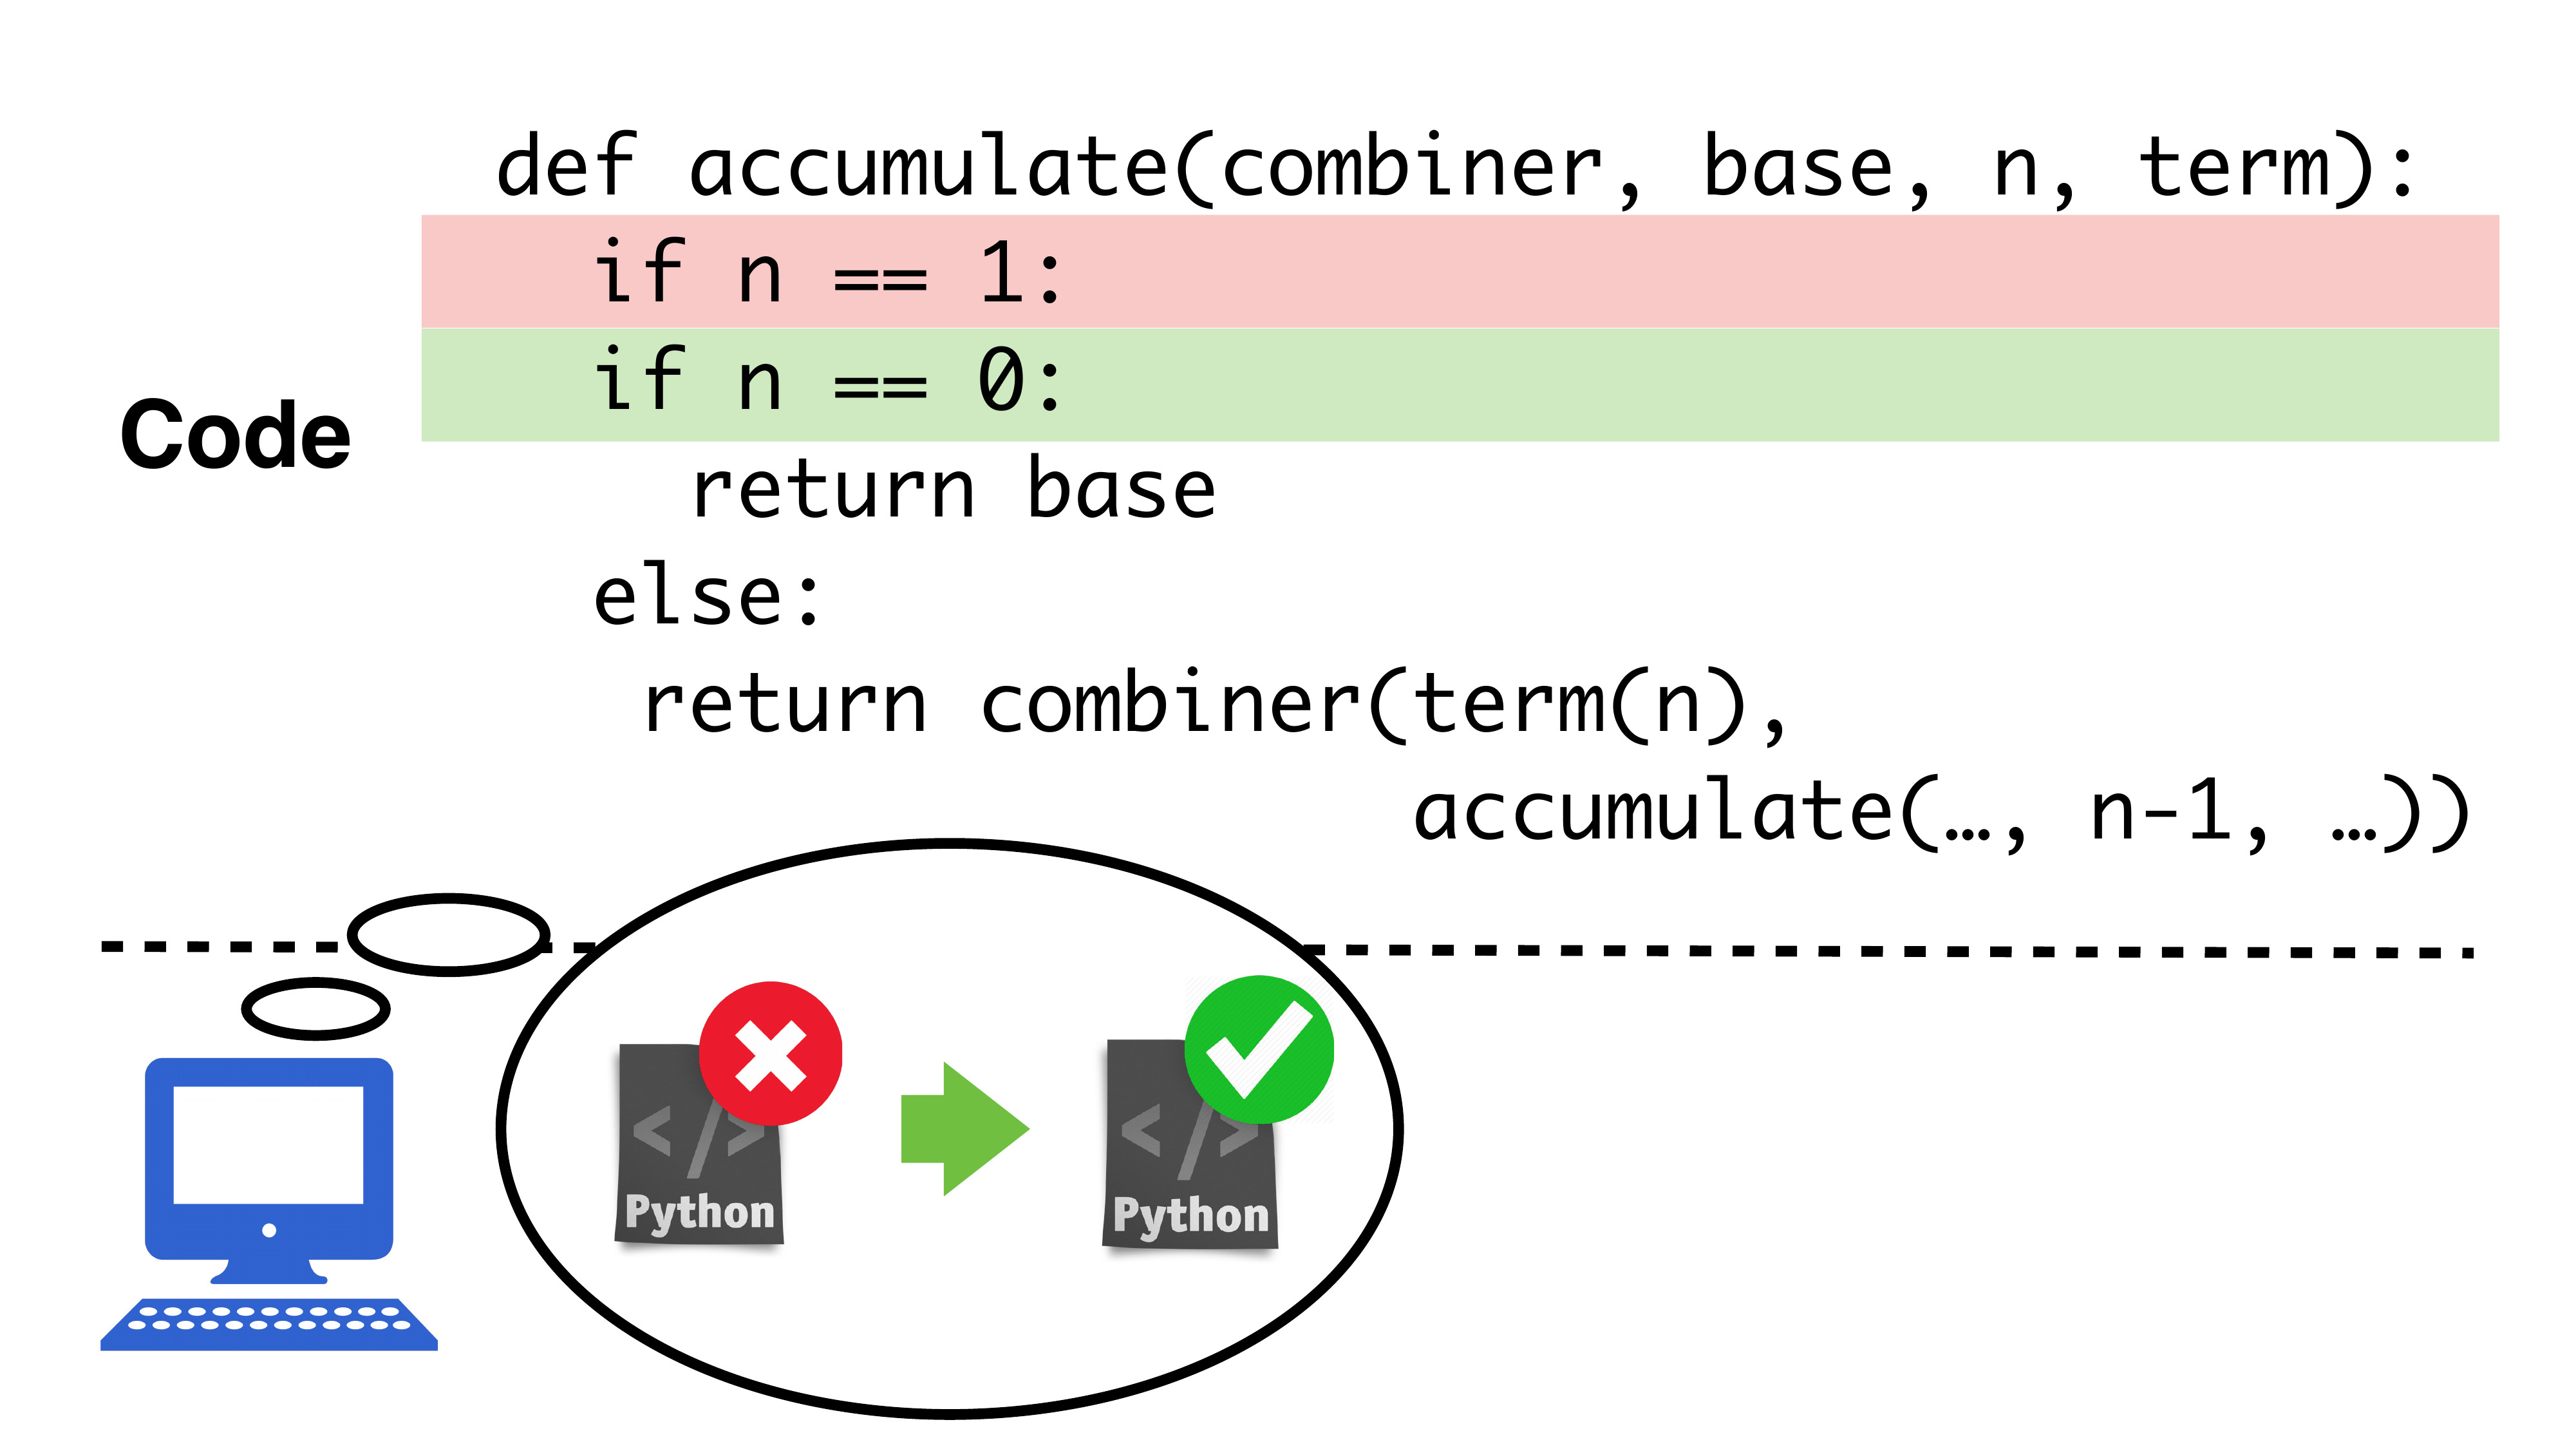 def accumulate(combiner, base, n, term):
if n == 1:
if n == 0:
Code
return base
else:
return combiner(term(n),
accumulate(…, n-1, …))
</> Python
</> Python